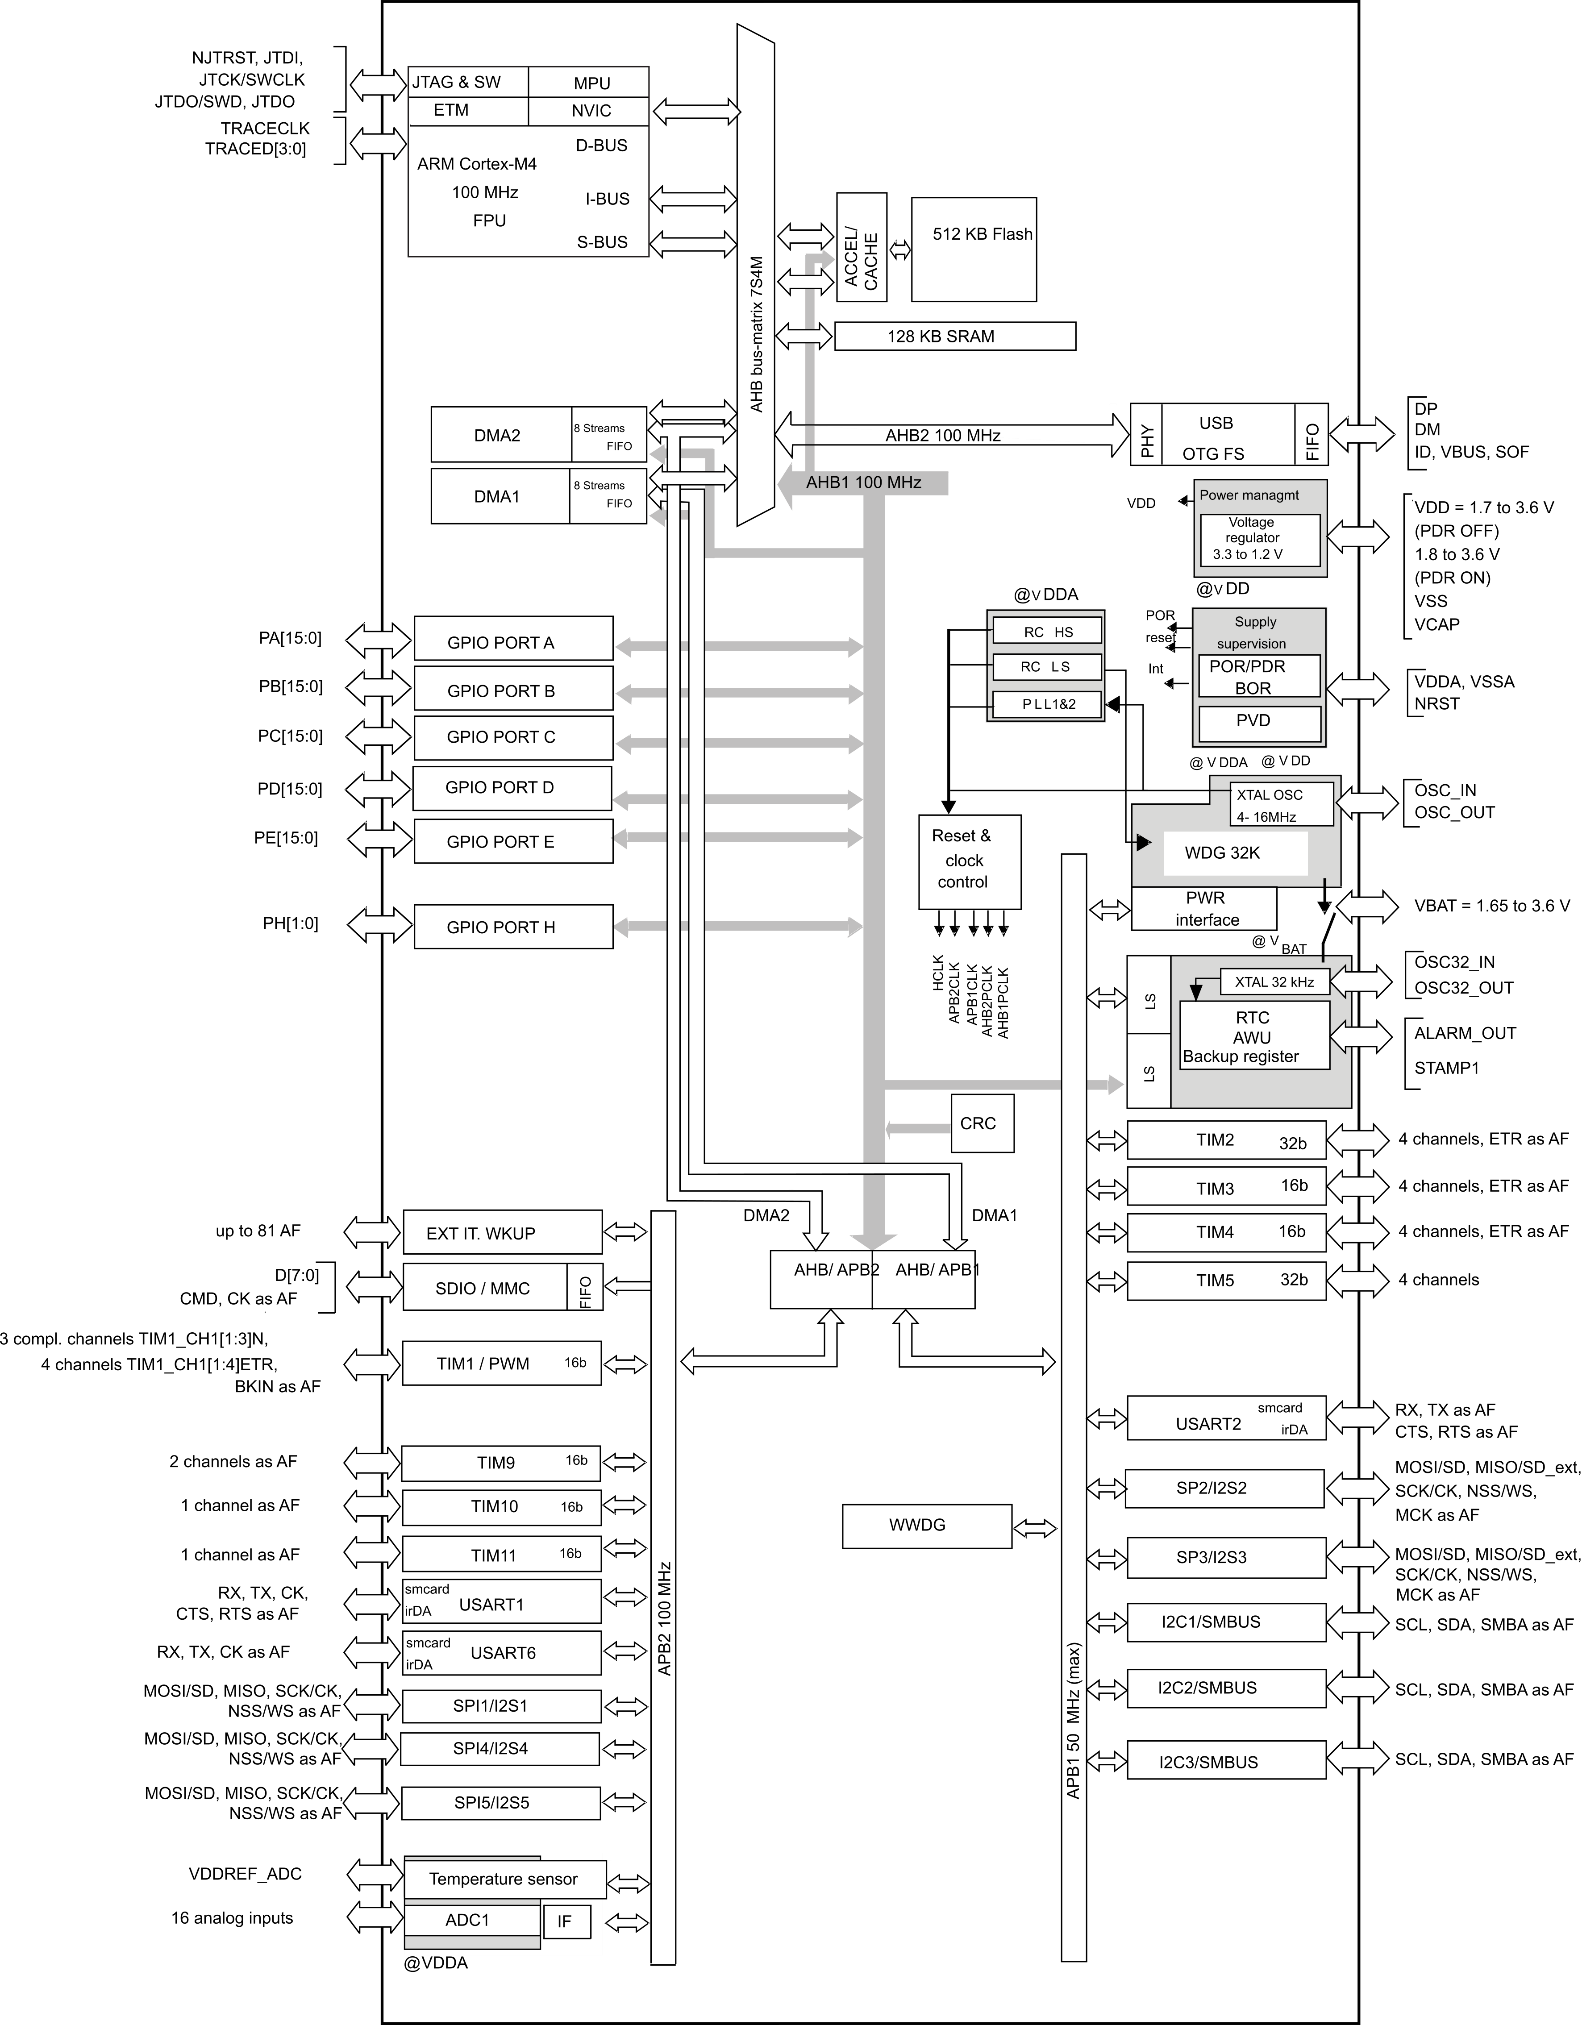 NJTRST, JTDI,
JTCK/SWCLK
JTDO/SWD, JTDO
TRACECLK
TRACED[3:0]
JTAG & SW
MPU
ETM
NVIC
D-BUS
ARM Cortex-M4
100 MHz
FPU
I-BUS
S-BUS
AHB bus-matrix 7S4M
ACCEL/
CACHE
512 KB Flash
128 KB SRAM
DMA2
8 Streams
FIFO
DMA1
8 Streams
FIFO
AHB2 100 MHz
AHB1 100 MHz
PHY
USB
OTG FS
FIFO
DP
DM
ID, VBUS, SOF
VDD
Power managmt
Voltage
regulator
3.3 to 1.2 V
@VDD
VDD = 1.7 to 3.6 V
(PDR OFF)
1.8 to 3.6 V
(PDR ON)
VSS
VCAP
@VDDA
RC HS
RC LS
PLL1&2
POR
reset
Int
Supply
supervision
POR/PDR
BOR
PVD
VDDA, VSSA
NRST
@VDDA
@VDD
XTAL OSC
4- 16MHz
WDG 32K
OSC_IN
OSC_OUT
PWR
interface
VBAT = 1.65 to 3.6 V
@VBAT
Reset &
clock
control
HCLK
APB2CLK
APB1CLK
AHB2PCLK
AHB1PCLK
LS
LS
XTAL 32 kHz
RTC
AWU
Backup register
OSC32_IN
OSC32_OUT
ALARM_OUT
STAMP1
PA[15:0]
GPIO PORT A
PB[15:0]
GPIO PORT B
PC[15:0]
GPIO PORT C
PD[15:0]
GPIO PORT D
PE[15:0]
GPIO PORT E
PH[1:0]
GPIO PORT H
CRC
DMA2
DMA1
AHB/ APB2
AHB/ APB1
TIM2
32b
4 channels, ETR as AF
TIM3
16b
4 channels, ETR as AF
TIM4
16b
4 channels, ETR as AF
TIM5
32b
4 channels
up to 81 AF
EXT IT. WKUP
D[7:0]
CMD, CK as AF
SDIO / MMC
FIFO
3 compl. channels TIM1_CH1[1:3]N,
4 channels TIM1_CH1[1:4]ETR,
BKIN as AF
TIM1 / PWM
16b
2 channels as AF
TIM9
16b
1 channel as AF
TIM10
16b
1 channel as AF
TIM11
16b
RX, TX, CK,
CTS, RTS as AF
smcard
irDA
USART1
RX, TX, CK as AF
smcard
irDA
USART6
MOSI/SD, MISO, SCK/CK,
NSS/WS as AF
SPI1/I2S1
MOSI/SD, MISO, SCK/CK,
NSS/WS as AF
SPI4/I2S4
MOSI/SD, MISO, SCK/CK,
NSS/WS as AF
SPI5/I2S5
VDDREF_ADC
Temperature sensor
16 analog inputs
ADC1
IF
@VDDA
APB2 100 MHz
WWDG
APB1 50 MHz (max)
USART2
smcard
irDA
RX, TX as AF
CTS, RTS as AF
SP2/I2S2
MOSI/SD, MISO/SD_ext,
SCK/CK, NSS/WS,
MCK as AF
SP3/I2S3
MOSI/SD, MISO/SD_ext,
SCK/CK, NSS/WS,
MCK as AF
I2C1/SMBUS
SCL, SDA, SMBA as AF
I2C2/SMBUS
SCL, SDA, SMBA as AF
I2C3/SMBUS
SCL, SDA, SMBA as AF